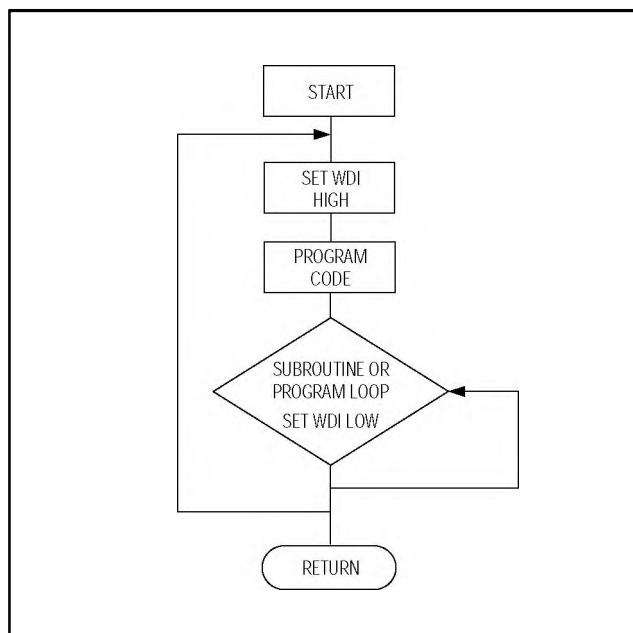 START
SET WDI
HIGH
PROGRAM
CODE
SUBROUTINE OR
PROGRAM LOOP
SET WDI LOW
RETURN